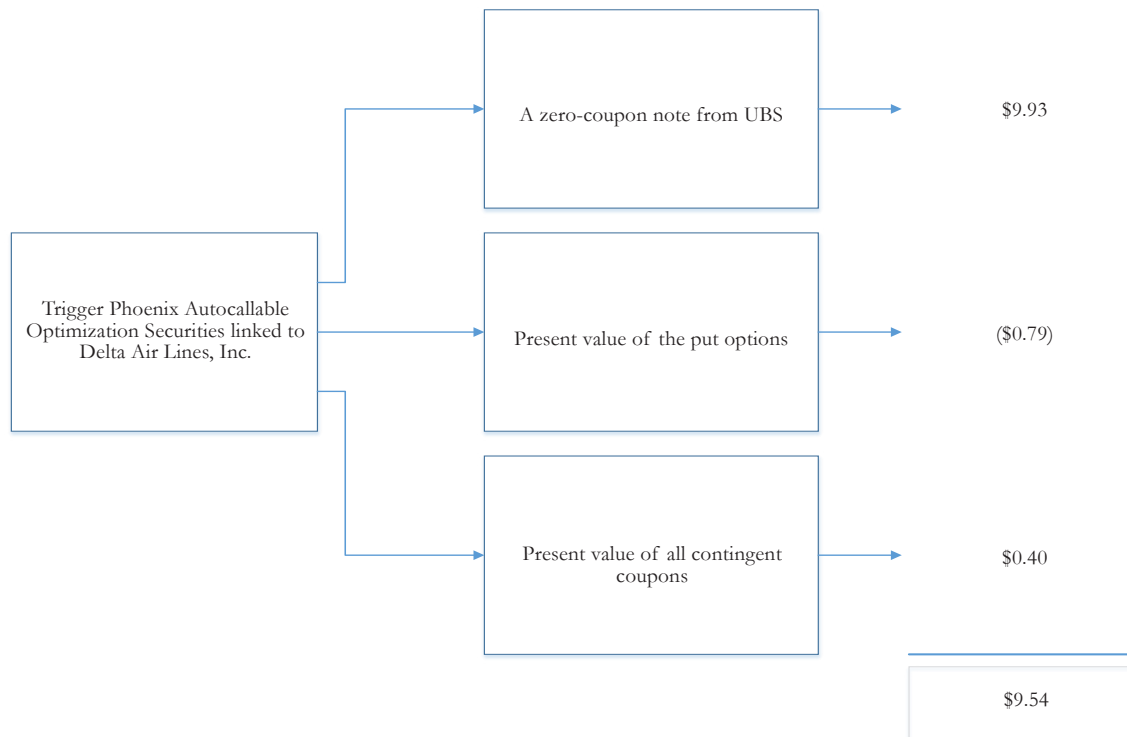 A zero-coupon note from UBS
$9.93
Trigger Phoenix Autocallable
Optimization Securities linked to
Delta Air Lines, Inc.
Present value of the put options
($0.79)
Present value of all contingent
coupons
$0.40
$9.54